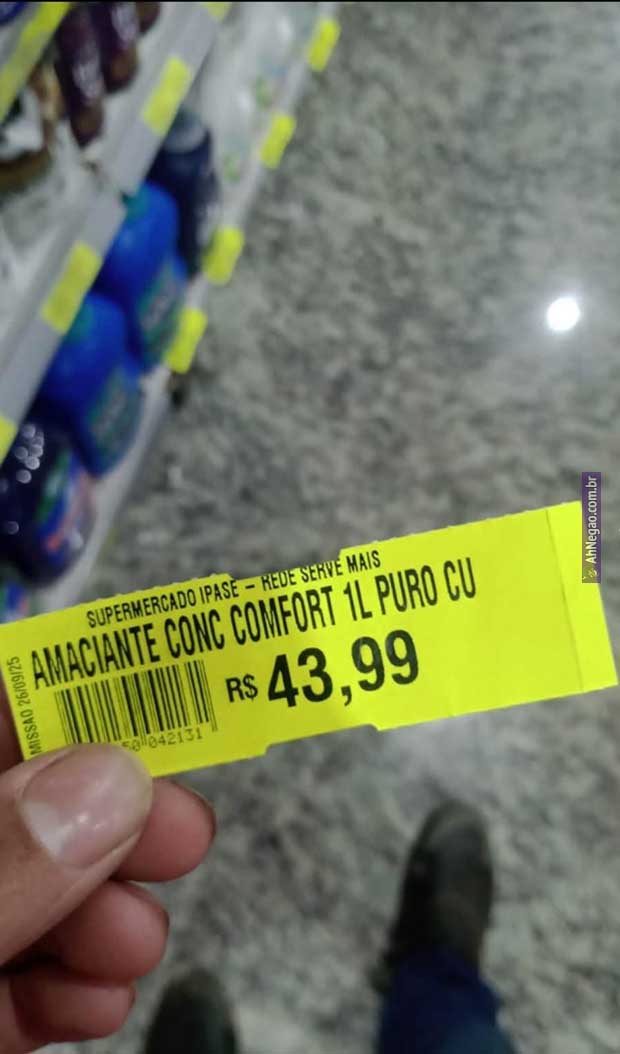 SUPERMERCADO IPASE - REDE SERVE MAIS
AMACIANTE CONC COMFORT 1L PURO CU
R$ 43,99
50 042131
MISSAO 26/09/25
AhNegao.com.br